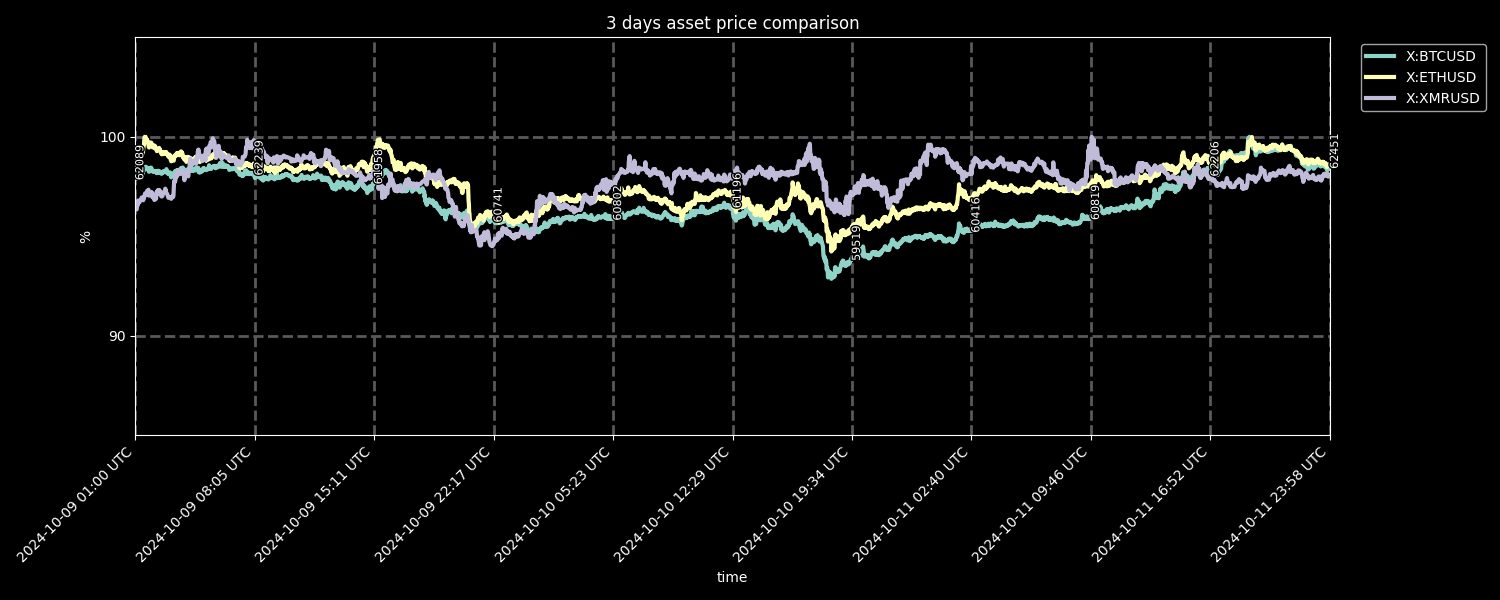 3 days asset price comparison
X:BTCUSD
X:ETHUSD
X:XMRUSD
100
90
%
62089
62239
61958
60741
60802
61196
59519
60416
60819
62206
62451
2024-10-09 01:00 UTC
2024-10-09 08:05 UTC
2024-10-09 15:11 UTC
2024-10-09 22:17 UTC
2024-10-10 05:23 UTC
2024-10-10 12:29 UTC
2024-10-10 19:34 UTC
2024-10-11 02:40 UTC
2024-10-11 09:46 UTC
2024-10-11 16:52 UTC
2024-10-11 23:58 UTC
time